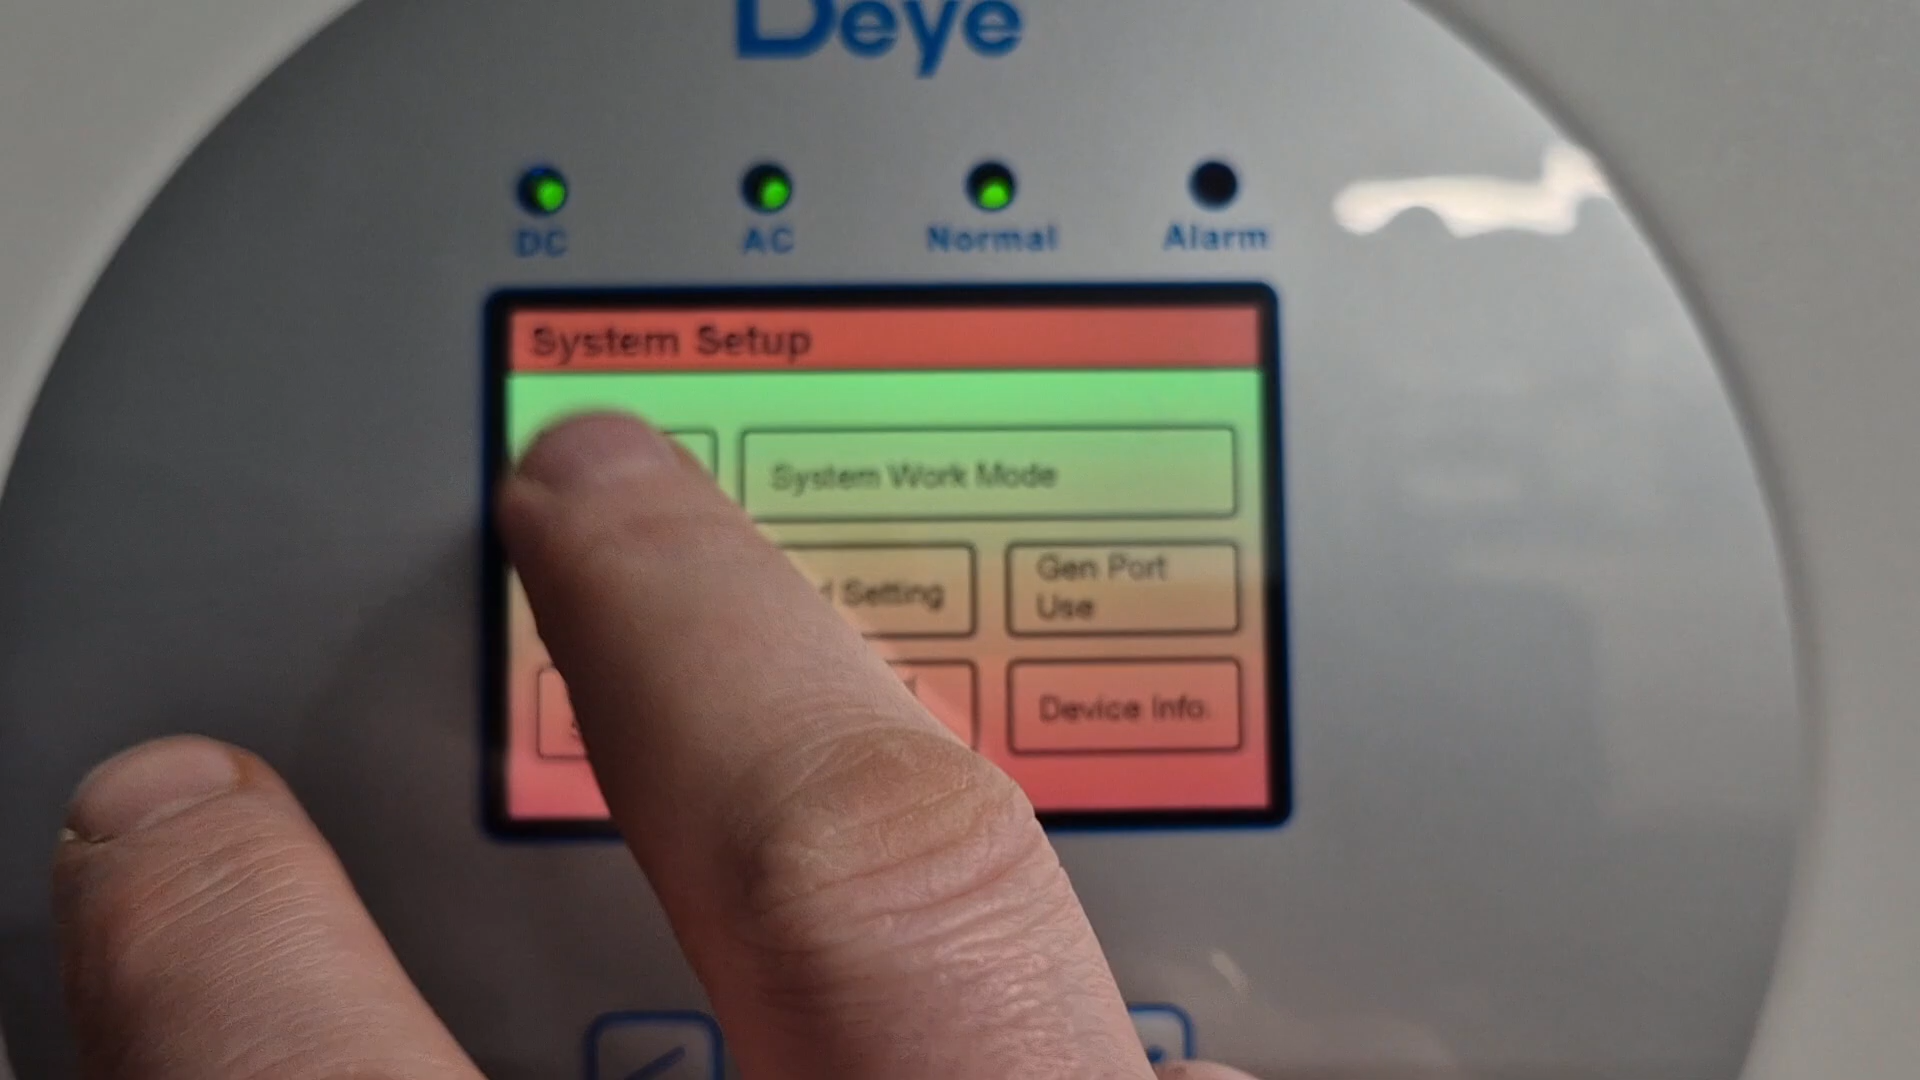 Deye
DC AC Normal Alarm
System Setup
System Work Mode
Setting
Gen Port
Use
Device Info.